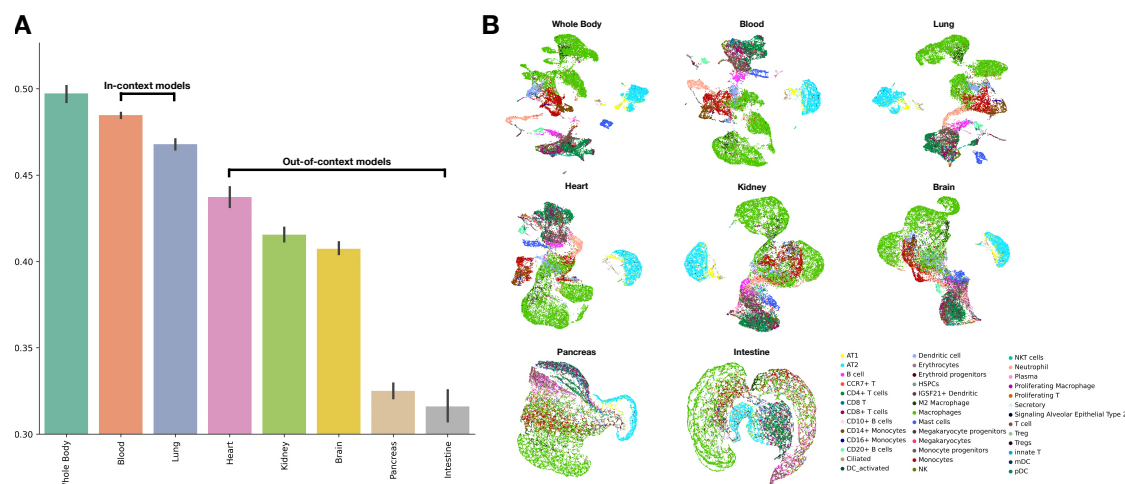 A
B
0.50
0.45
0.40
0.35
0.30
In-context models
Out-of-context models
Whole Body
Blood
Lung
Heart
Kidney
Brain
Pancreas
Intestine
Whole Body
Blood
Lung
Heart
Kidney
Brain
Pancreas
Intestine
AT1
AT2
B cell
CCR7+ T
CD4+ T cells
CD8 T
CD8+ T cells
CD10+ B cells
CD14+ Monocytes
CD16+ Monocytes
CD20+ B cells
Ciliated
DC_activated
Dendritic cell
Erythrocytes
Erythroid progenitors
HSPCs
IGSF21+ Dendritic
M2 Macrophage
Macrophages
Mast cells
Megakaryocyte progenitors
Megakaryocytes
Monocyte progenitors
Monocytes
NK
NKT cells
Neutrophil
Plasma
Proliferating Macrophage
Proliferating T
Secretory
Signaling Alveolar Epithelial Type 2
T cell
Treg
Tregs
innate T
mDC
pDC